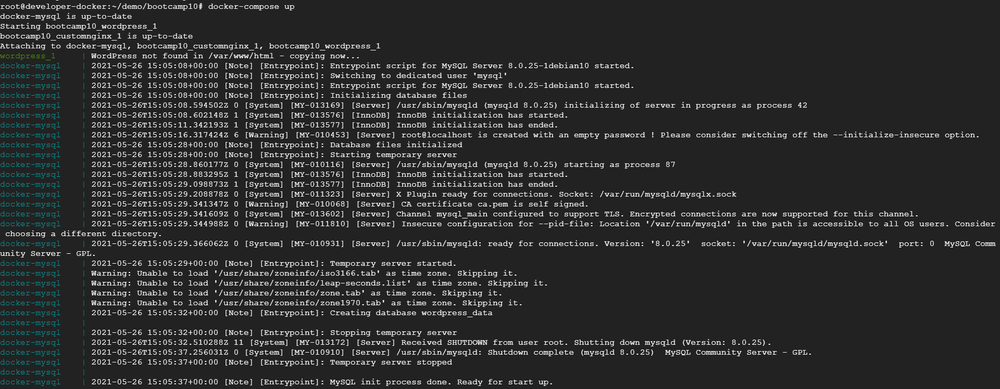 root@developer-docker:~/demo/bootcamp10# docker-compose up
docker-mysql is up-to-date
Starting bootcamp10_wordpress_1
bootcamp10_customnginx_1 is up-to-date
Attaching to docker-mysql, bootcamp10_customnginx_1, bootcamp10_wordpress_1
wordpress_1     | WordPress not found in /var/www/html - copying now...
docker-mysql    | 2021-05-26 15:05:08+00:00 [Note] [Entrypoint]: Entrypoint script for MySQL Server 8.0.25-1debian10 started.
docker-mysql    | 2021-05-26 15:05:08+00:00 [Note] [Entrypoint]: Switching to dedicated user 'mysql'
docker-mysql    | 2021-05-26 15:05:08+00:00 [Note] [Entrypoint]: Entrypoint script for MySQL Server 8.0.25-1debian10 started.
docker-mysql    | 2021-05-26 15:05:08+00:00 [Note] [Entrypoint]: Initializing database files
docker-mysql    | 2021-05-26T15:05:08.594502Z 0 [System] [MY-013169] [Server] /usr/sbin/mysqld (mysqld 8.0.25) initializing of server in progress as process 42
docker-mysql    | 2021-05-26T15:05:08.602148Z 1 [System] [MY-013576] [InnoDB] InnoDB initialization has started.
docker-mysql    | 2021-05-26T15:05:11.342193Z 1 [System] [MY-013577] [InnoDB] InnoDB initialization has ended.
docker-mysql    | 2021-05-26T15:05:16.317424Z 6 [Warning] [MY-010453] [Server] root@localhost is created with an empty password ! Please consider switching off the --initialize-insecure option.
docker-mysql    | 2021-05-26 15:05:28+00:00 [Note] [Entrypoint]: Database files initialized
docker-mysql    | 2021-05-26 15:05:28+00:00 [Note] [Entrypoint]: Starting temporary server
docker-mysql    | 2021-05-26T15:05:28.860177Z 0 [System] [MY-010116] [Server] /usr/sbin/mysqld (mysqld 8.0.25) starting as process 87
docker-mysql    | 2021-05-26T15:05:28.883295Z 1 [System] [MY-013576] [InnoDB] InnoDB initialization has started.
docker-mysql    | 2021-05-26T15:05:29.098873Z 1 [System] [MY-013577] [InnoDB] InnoDB initialization has ended.
docker-mysql    | 2021-05-26T15:05:29.208878Z 0 [System] [MY-011323] [Server] X Plugin ready for connections. Socket: /var/run/mysqld/mysqlx.sock
docker-mysql    | 2021-05-26T15:05:29.341347Z 0 [Warning] [MY-010068] [Server] CA certificate ca.pem is self signed.
docker-mysql    | 2021-05-26T15:05:29.341609Z 0 [System] [MY-013602] [Server] Channel mysql_main configured to support TLS. Encrypted connections are now supported for this channel.
docker-mysql    | 2021-05-26T15:05:29.344988Z 0 [Warning] [MY-011810] [Server] Insecure configuration for --pid-file: Location '/var/run/mysqld' in the path is accessible to all OS users. Consider
 choosing a different directory.
docker-mysql    | 2021-05-26T15:05:29.366062Z 0 [System] [MY-010931] [Server] /usr/sbin/mysqld: ready for connections. Version: '8.0.25'  socket: '/var/run/mysqld/mysqld.sock'  port: 0  MySQL Comm
unity Server - GPL.
docker-mysql    | 2021-05-26 15:05:29+00:00 [Note] [Entrypoint]: Temporary server started.
docker-mysql    | Warning: Unable to load '/usr/share/zoneinfo/iso3166.tab' as time zone. Skipping it.
docker-mysql    | Warning: Unable to load '/usr/share/zoneinfo/leap-seconds.list' as time zone. Skipping it.
docker-mysql    | Warning: Unable to load '/usr/share/zoneinfo/zone.tab' as time zone. Skipping it.
docker-mysql    | Warning: Unable to load '/usr/share/zoneinfo/zone1970.tab' as time zone. Skipping it.
docker-mysql    | 2021-05-26 15:05:32+00:00 [Note] [Entrypoint]: Creating database wordpress_data
docker-mysql    |
docker-mysql    | 2021-05-26 15:05:32+00:00 [Note] [Entrypoint]: Stopping temporary server
docker-mysql    | 2021-05-26T15:05:32.510288Z 11 [System] [MY-013172] [Server] Received SHUTDOWN from user root. Shutting down mysqld (Version: 8.0.25).
docker-mysql    | 2021-05-26T15:05:37.256031Z 0 [System] [MY-010910] [Server] /usr/sbin/mysqld: Shutdown complete (mysqld 8.0.25)  MySQL Community Server - GPL.
docker-mysql    | 2021-05-26 15:05:37+00:00 [Note] [Entrypoint]: Temporary server stopped
docker-mysql    |
docker-mysql    | 2021-05-26 15:05:37+00:00 [Note] [Entrypoint]: MySQL init process done. Ready for start up.